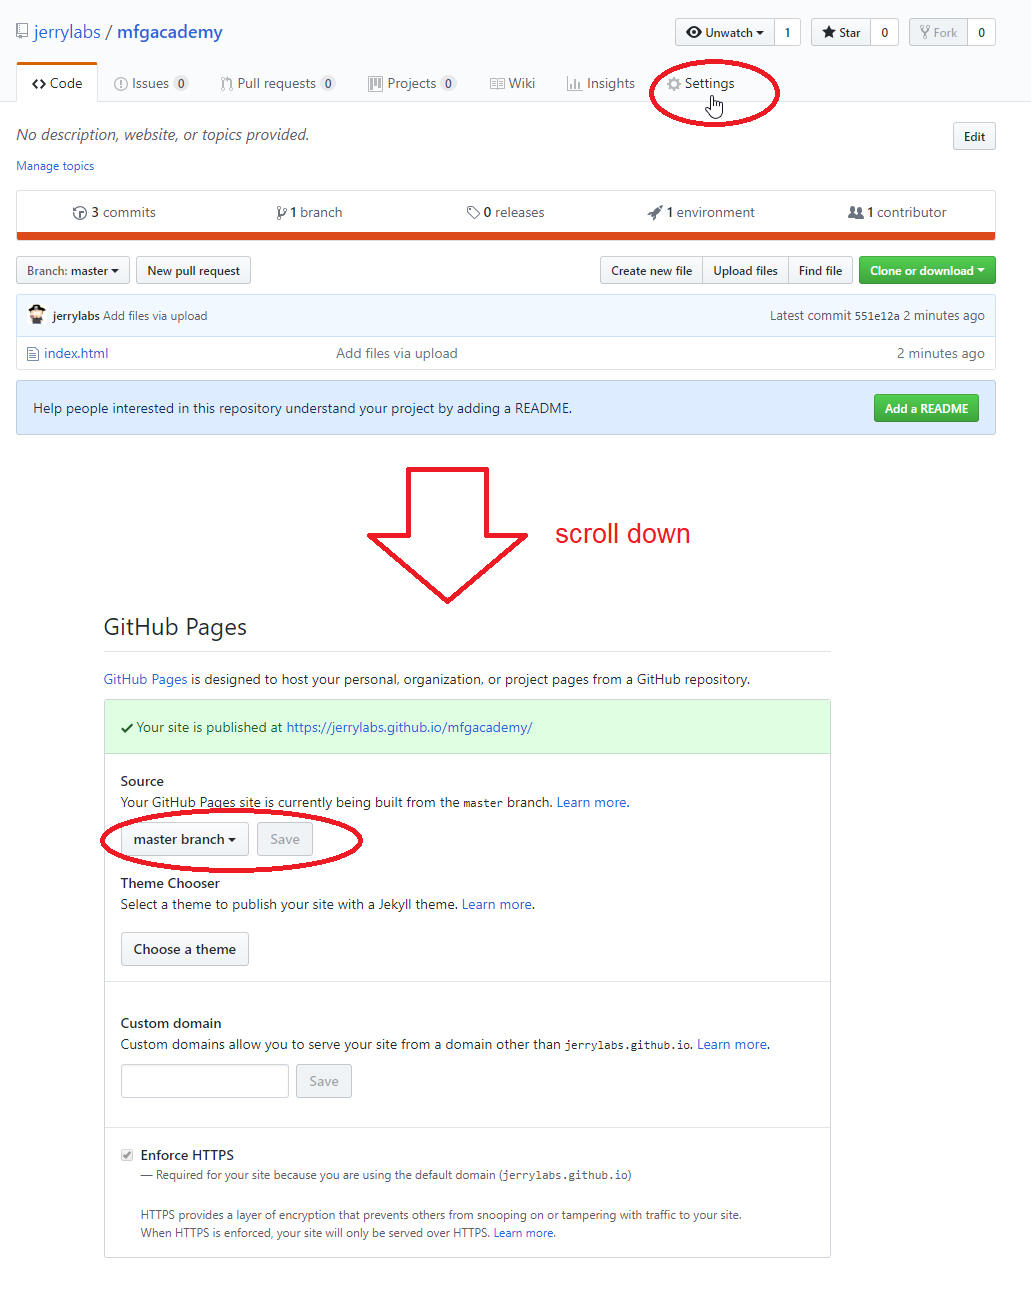 jerrylabs / mfgacademy
Unwatch 1 Star 0 Fork 0
Code Issues 0 Pull requests 0 Projects 0 Wiki Insights Settings
No description, website, or topics provided.
Edit
Manage topics
3 commits 1 branch 0 releases 1 environment 1 contributor
Branch: master New pull request Create new file Upload files Find file Clone or download
jerrylabs Add files via upload Latest commit 551e12a 2 minutes ago
index.html Add files via upload 2 minutes ago
Help people interested in this repository understand your project by adding a README. Add a README
scroll down
GitHub Pages
GitHub Pages is designed to host your personal, organization, or project pages from a GitHub repository.
Your site is published at https://jerrylabs.github.io/mfgacademy/
Source
Your GitHub Pages site is currently being built from the master branch. Learn more.
master branch Save
Theme Chooser
Select a theme to publish your site with a Jekyll theme. Learn more.
Choose a theme
Custom domain
Custom domains allow you to serve your site from a domain other than jerrylabs.github.io. Learn more.
Save
Enforce HTTPS
— Required for your site because you are using the default domain (jerrylabs.github.io)
HTTPS provides a layer of encryption that prevents others from snooping on or tampering with traffic to your site.
When HTTPS is enforced, your site will only be served over HTTPS. Learn more.